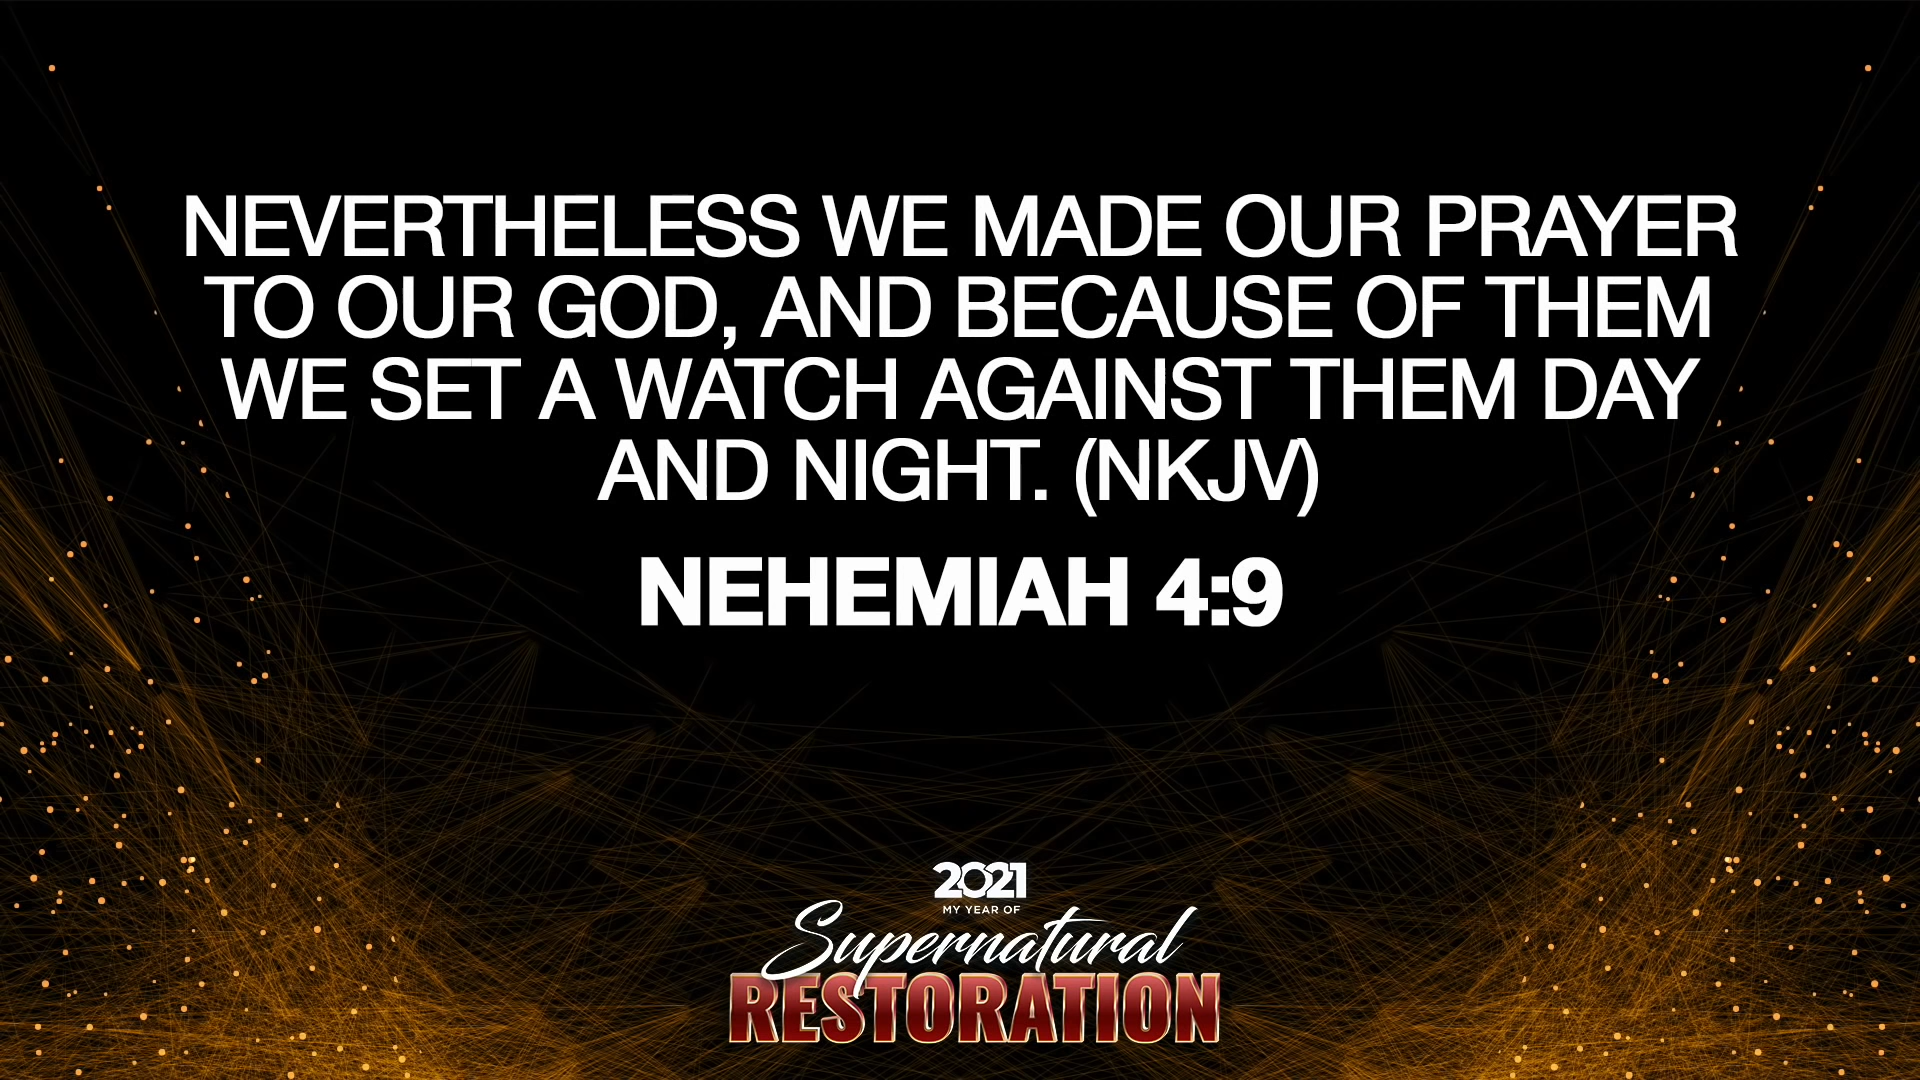 NEVERTHELESS WE MADE OUR PRAYER
TO OUR GOD, AND BECAUSE OF THEM
WE SET A WATCH AGAINST THEM DAY
AND NIGHT. (NKJV)
NEHEMIAH 4:9
2021
MY YEAR OF
Supernatural
RESTORATION